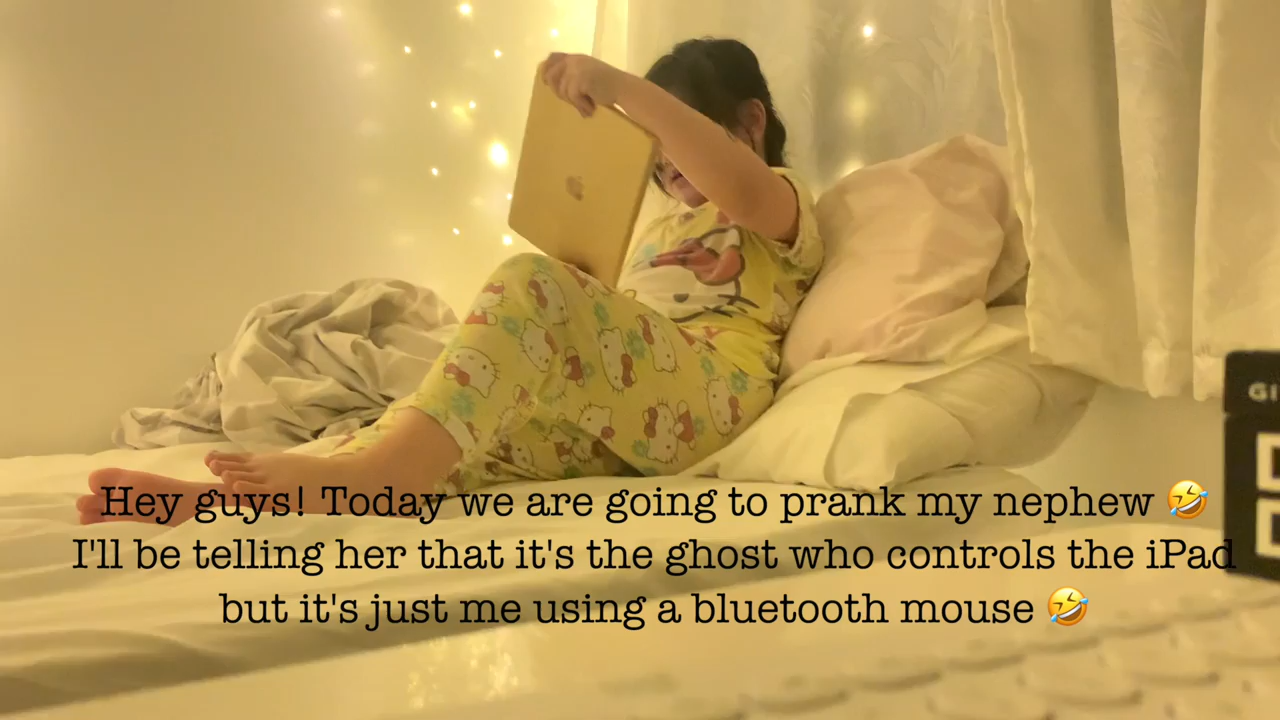 Hey guys! Today we are going to prank my nephew 🤣
I'll be telling her that it's the ghost who controls the iPad
but it's just me using a bluetooth mouse 🤣
GI